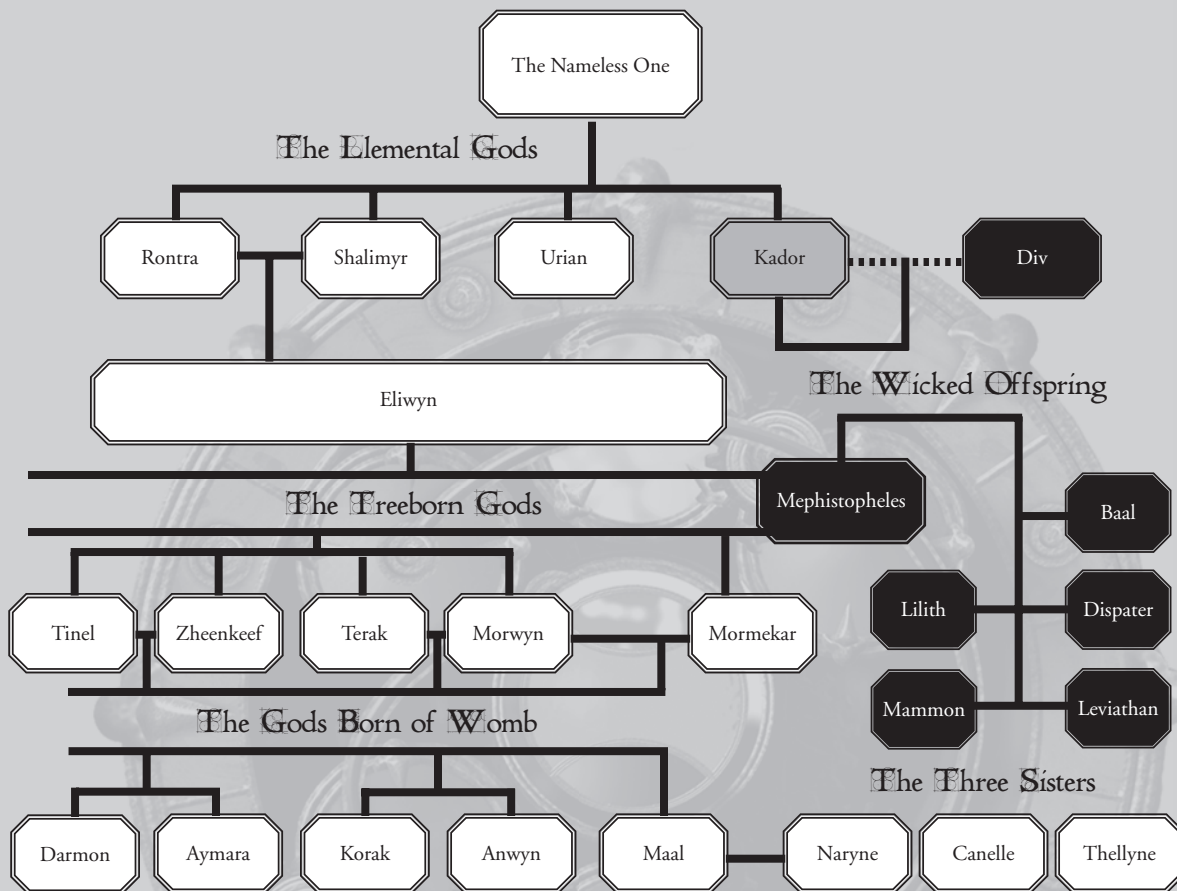 The Nameless One
The Llemental Gods
Rontra
Shalimyr
Urian
Kador
Div
Eliwyn
The Wicked Offspring
Mephistopheles
Baal
The Treeborn Gods
Lilith
Dispater
Tinel
Zheenkeef
Terak
Morwyn
Mormekar
Mammon
Leviathan
The Gods Born of Womb
The Three Sisters
Darmon
Aymara
Korak
Anwyn
Maal
Naryne
Canelle
Thellyne